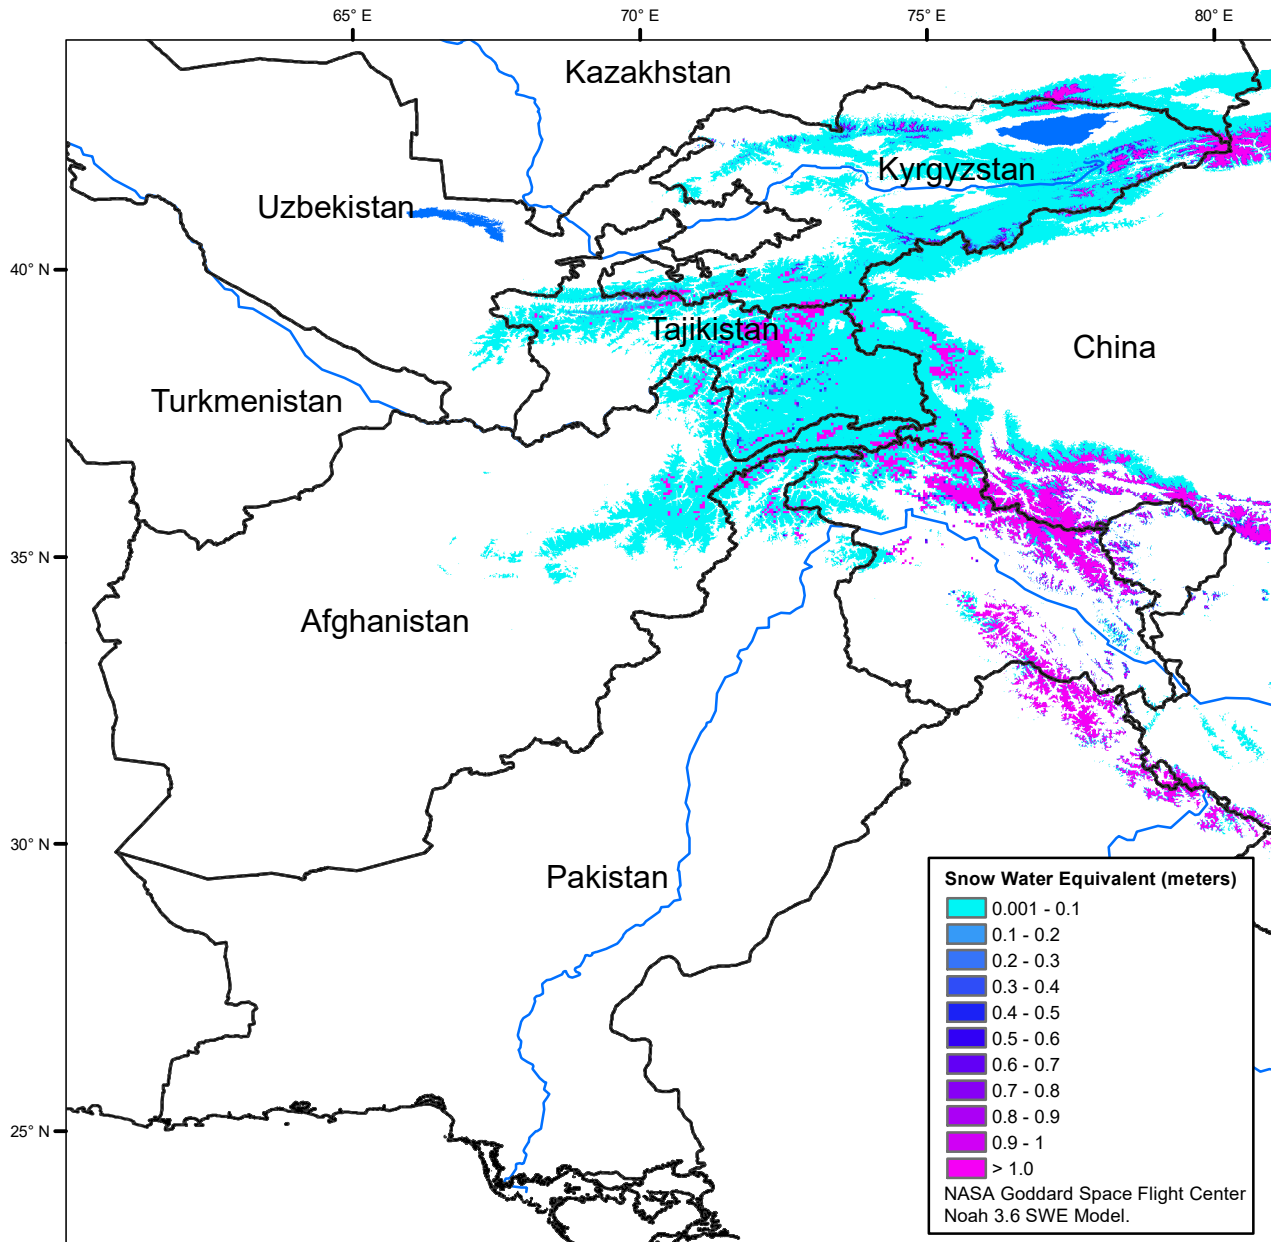 65° E
70° E
75° E
80° E
Kazakhstan
Kyrgyzstan
Uzbekistan
40° N
Tajikistan
China
Turkmenistan
35° N
Afghanistan
30° N
Pakistan
25° N
Snow Water Equivalent (meters)
0.001 - 0.1
0.1 - 0.2
0.2 - 0.3
0.3 - 0.4
0.4 - 0.5
0.5 - 0.6
0.6 - 0.7
0.7 - 0.8
0.8 - 0.9
0.9 - 1
> 1.0
NASA Goddard Space Flight Center
Noah 3.6 SWE Model.